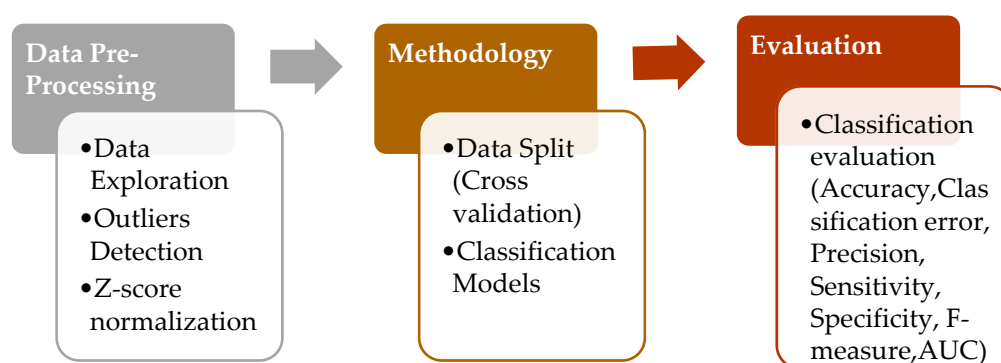 Data Pre-
Processing
•Data
Exploration
•Outliers
Detection
•Z-score
normalization
Methodology
•Data Split
(Cross
validation)
•Classification
Models
Evaluation
•Classification
evaluation
(Accuracy,Clas
sification error,
Precision,
Sensitivity,
Specificity, F-
measure,AUC)